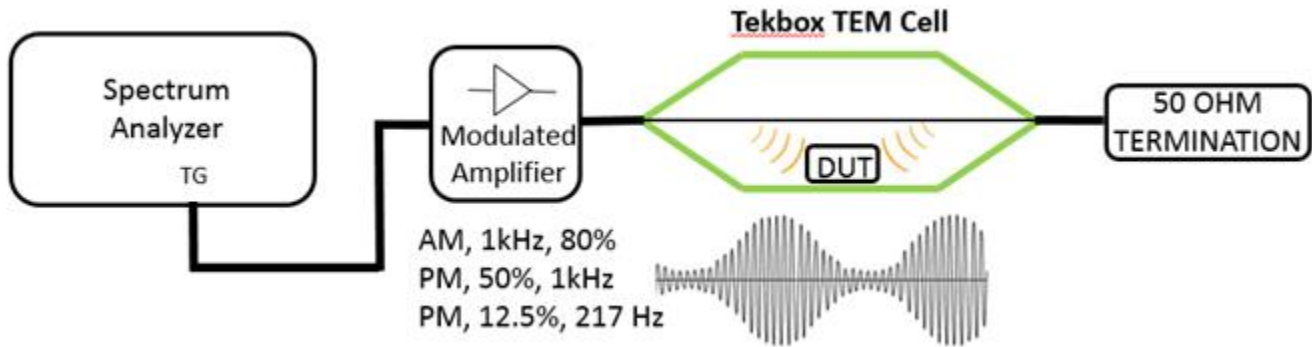 Tekbox TEM Cell
Spectrum
Analyzer
TG
Modulated
Amplifier
DUT
50 OHM
TERMINATION
AM, 1kHz, 80%
PM, 50%, 1kHz
PM, 12.5%, 217 Hz